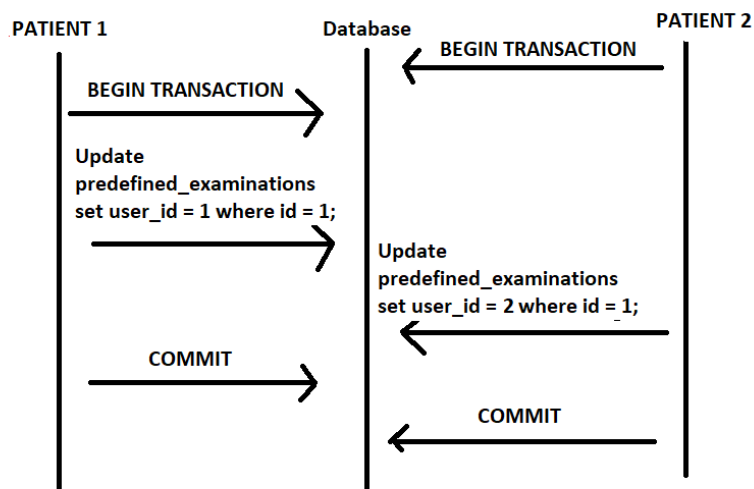 PATIENT 1
Database
PATIENT 2
BEGIN TRANSACTION
BEGIN TRANSACTION
Update
predefined_examinations
set user_id = 1 where id = 1;
Update
predefined_examinations
set user_id = 2 where id = 1;
COMMIT
COMMIT